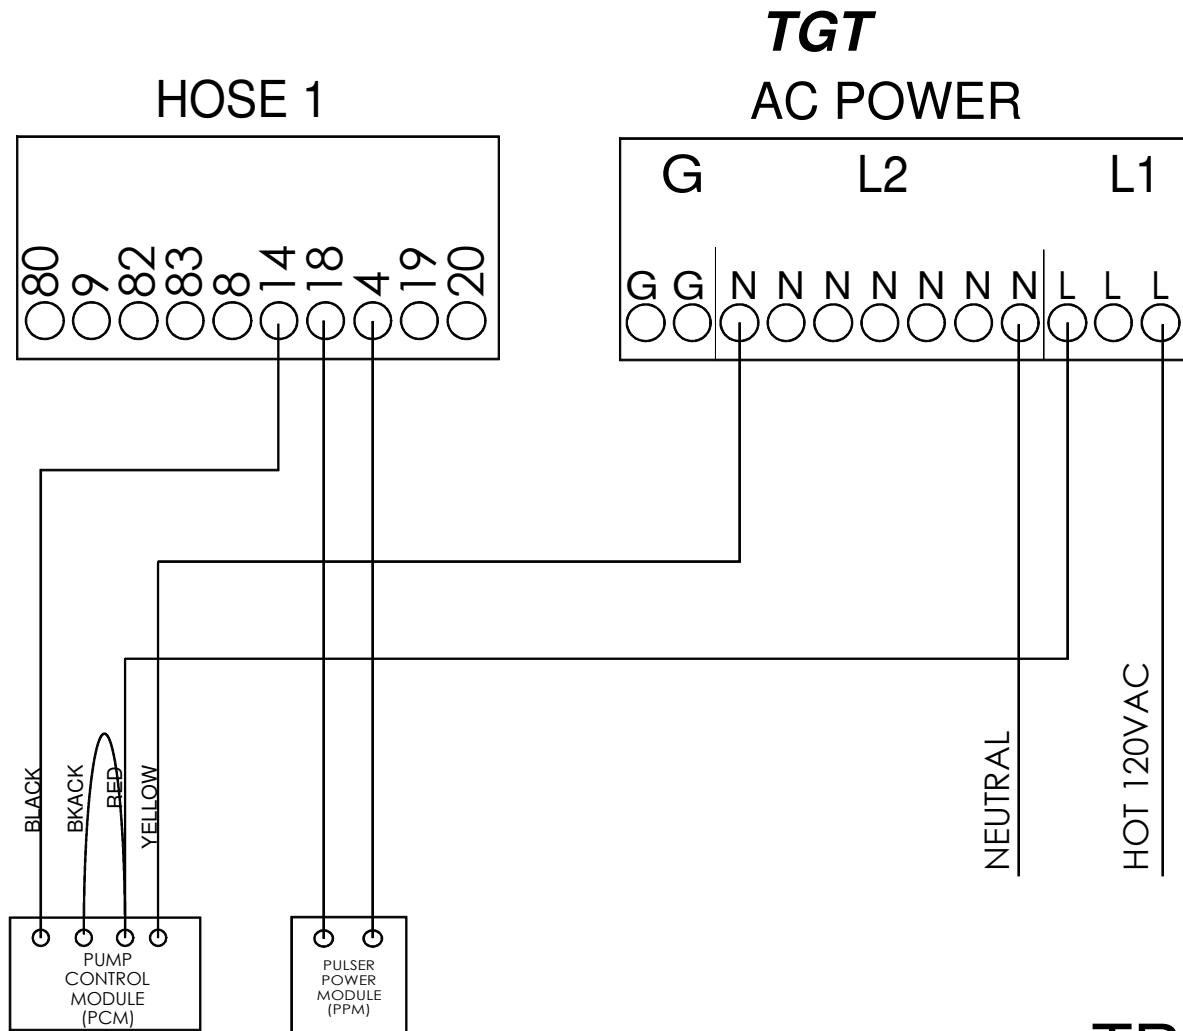 TGT
HOSE 1
AC POWER
G L2 L1
80 9 82 83 8 14 18 4 19 20
G G N N N N N N N L L L
BLACK
BKACK
RED
YELLOW
NEUTRAL
HOT 120VAC
PUMP
CONTROL
MODULE
(PCM)
PULSER
POWER
MODULE
(PPM)